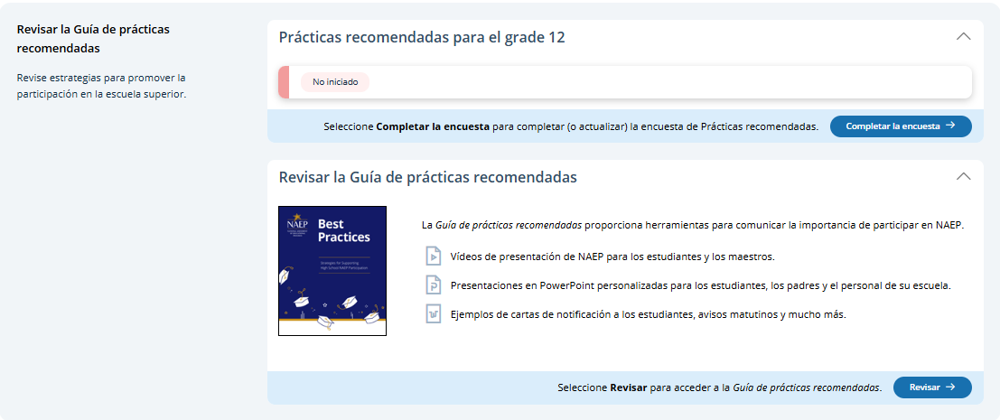 Revisar la Guía de prácticas
recomendadas
Revise estrategias para promover la
participación en la escuela superior.
Prácticas recomendadas para el grade 12
No iniciado
Seleccione Completar la encuesta para completar (o actualizar) la encuesta de Prácticas recomendadas.
Completar la encuesta
Revisar la Guía de prácticas recomendadas
NAEP
Best
Practices
Strategies for Supporting
High School NAEP Participation
La Guía de prácticas recomendadas proporciona herramientas para comunicar la importancia de participar en NAEP.
Vídeos de presentación de NAEP para los estudiantes y los maestros.
Presentaciones en PowerPoint personalizadas para los estudiantes, los padres y el personal de su escuela.
Ejemplos de cartas de notificación a los estudiantes, avisos matutinos y mucho más.
Seleccione Revisar para acceder a la Guía de prácticas recomendadas.
Revisar